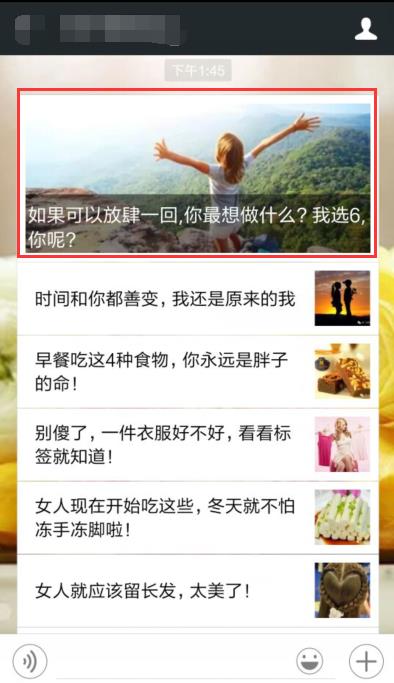 下午1:45
如果可以放肆一回,你最想做什么? 我选6,
你呢?
时间和你都善变，我还是原来的我
早餐吃这4种食物，你永远是胖子
的命！
别傻了，一件衣服好不好，看看标
签就知道！
女人现在开始吃这些，冬天就不怕
冻手冻脚啦！
女人就应该留长发，太美了！